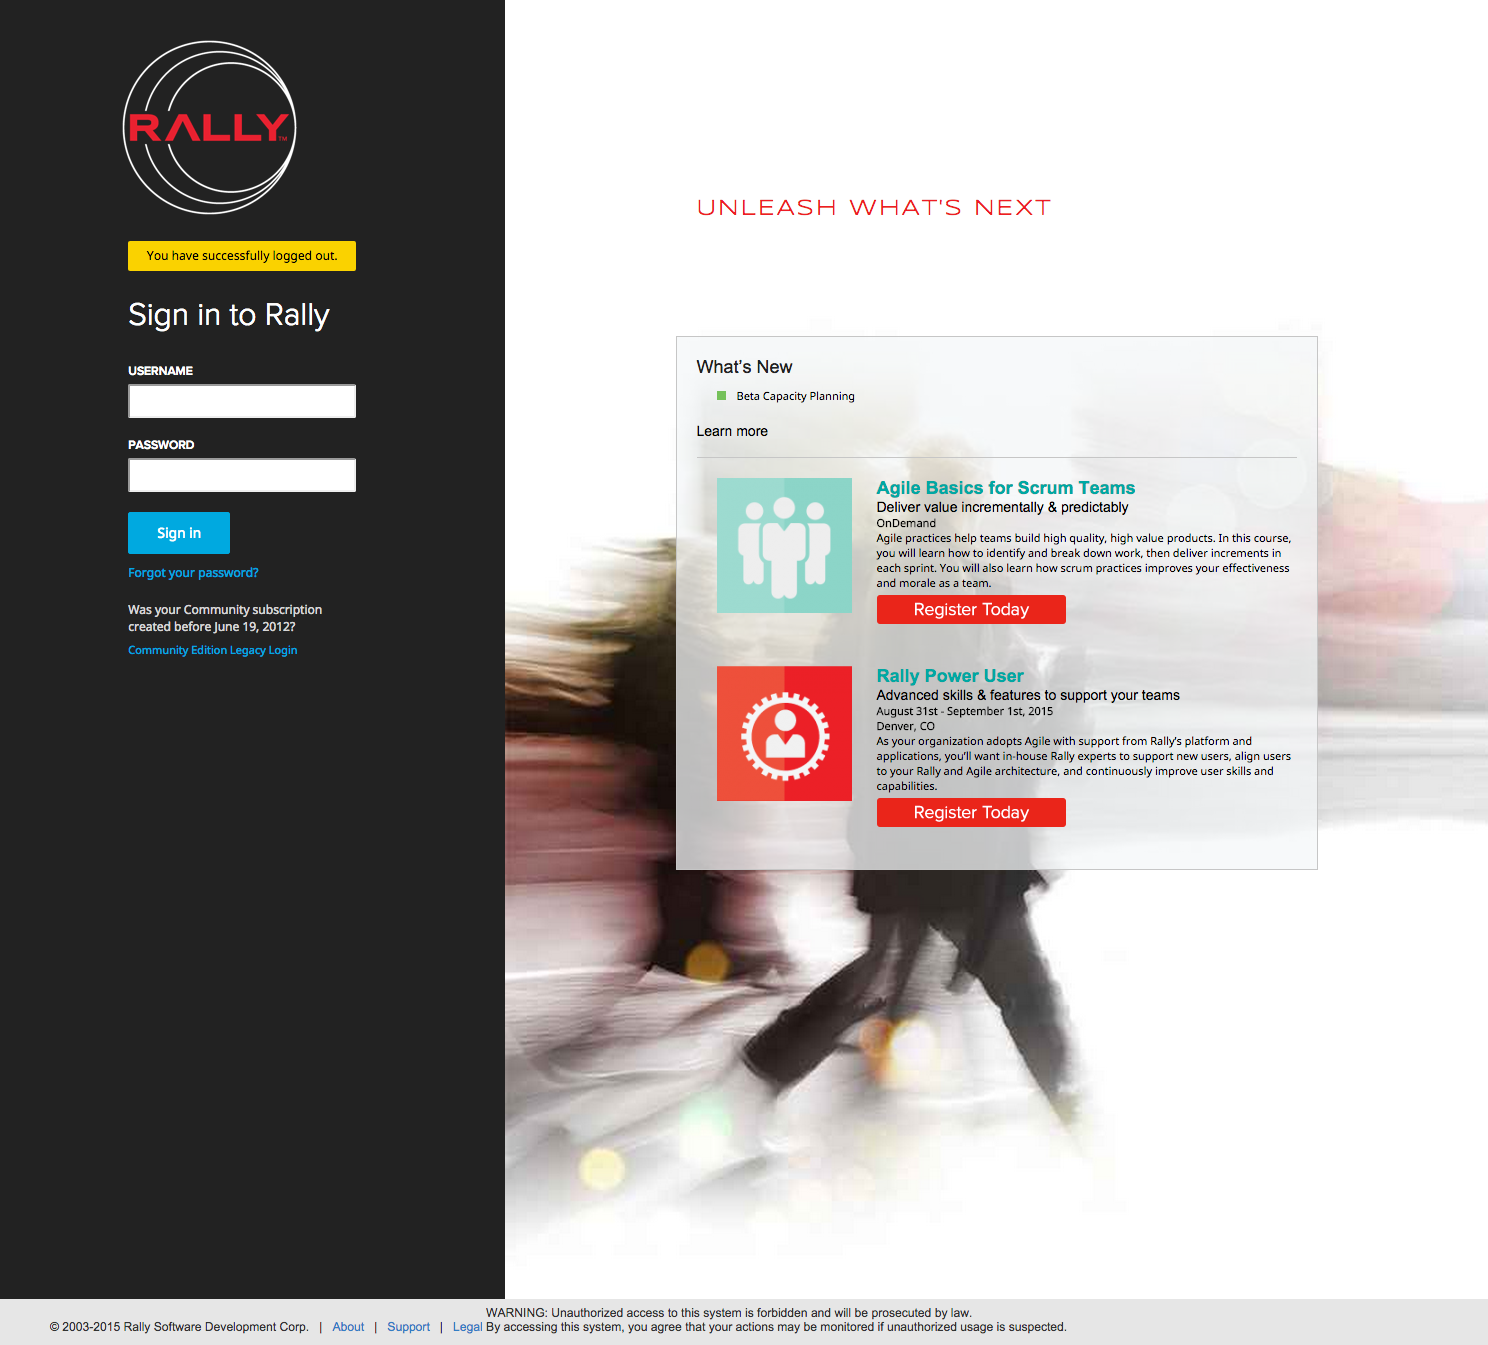 RALLY™
You have successfully logged out.
Sign in to Rally
USERNAME
PASSWORD
Sign in
Forgot your password?
Was your Community subscription
created before June 19, 2012?
Community Edition Legacy Login
UNLEASH WHAT'S NEXT
What's New
Beta Capacity Planning
Learn more
Agile Basics for Scrum Teams
Deliver value incrementally & predictably
OnDemand
Agile practices help teams build high quality, high value products. In this course,
you will learn how to identify and break down work, then deliver increments in
each sprint. You will also learn how scrum practices improves your effectiveness
and morale as a team.
Register Today
Rally Power User
Advanced skills & features to support your teams
August 31st - September 1st, 2015
Denver, CO
As your organization adopts Agile with support from Rally's platform and
applications, you'll want in-house Rally experts to support new users, align users
to your Rally and Agile architecture, and continuously improve user skills and
capabilities.
Register Today
© 2003-2015 Rally Software Development Corp. | About | Support | Legal
WARNING: Unauthorized access to this system is forbidden and will be prosecuted by law.
By accessing this system, you agree that your actions may be monitored if unauthorized usage is suspected.